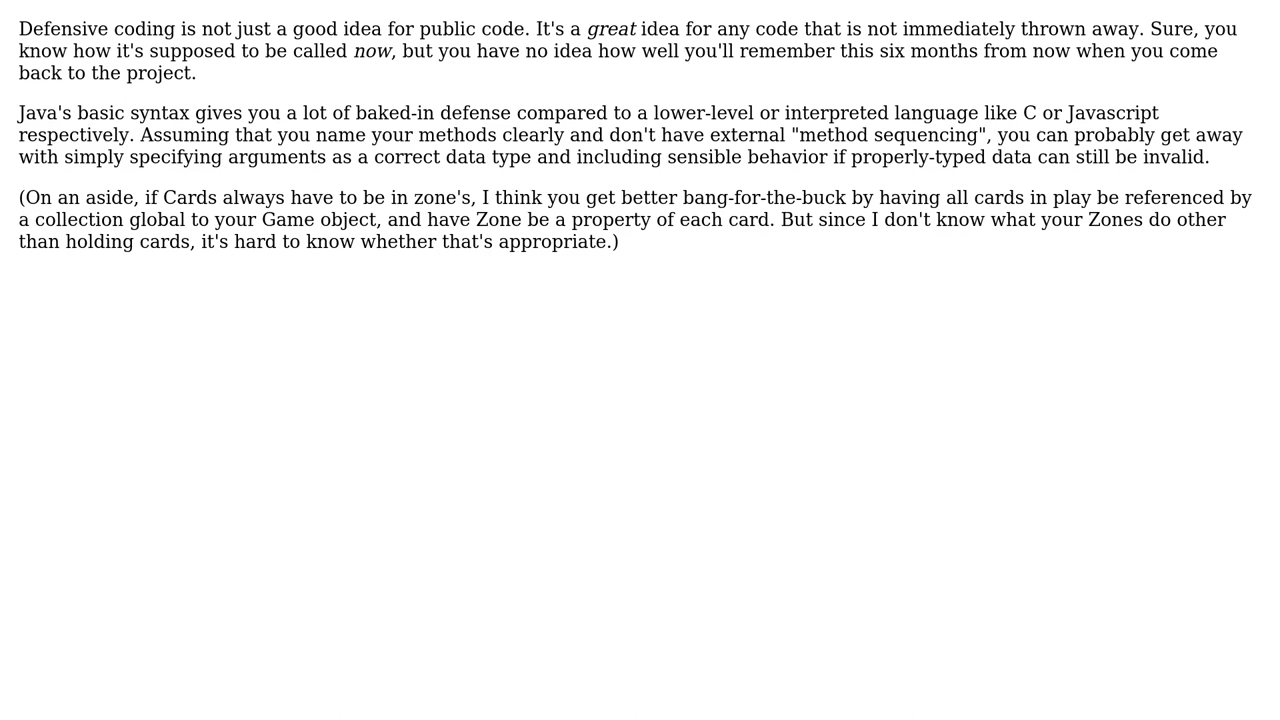 Defensive coding is not just a good idea for public code. It's a great idea for any code that is not immediately thrown away. Sure, you
know how it's supposed to be called now, but you have no idea how well you'll remember this six months from now when you come
back to the project.
Java's basic syntax gives you a lot of baked-in defense compared to a lower-level or interpreted language like C or Javascript
respectively. Assuming that you name your methods clearly and don't have external "method sequencing", you can probably get away
with simply specifying arguments as a correct data type and including sensible behavior if properly-typed data can still be invalid.
(On an aside, if Cards always have to be in zone's, I think you get better bang-for-the-buck by having all cards in play be referenced by
a collection global to your Game object, and have Zone be a property of each card. But since I don't know what your Zones do other
than holding cards, it's hard to know whether that's appropriate.)